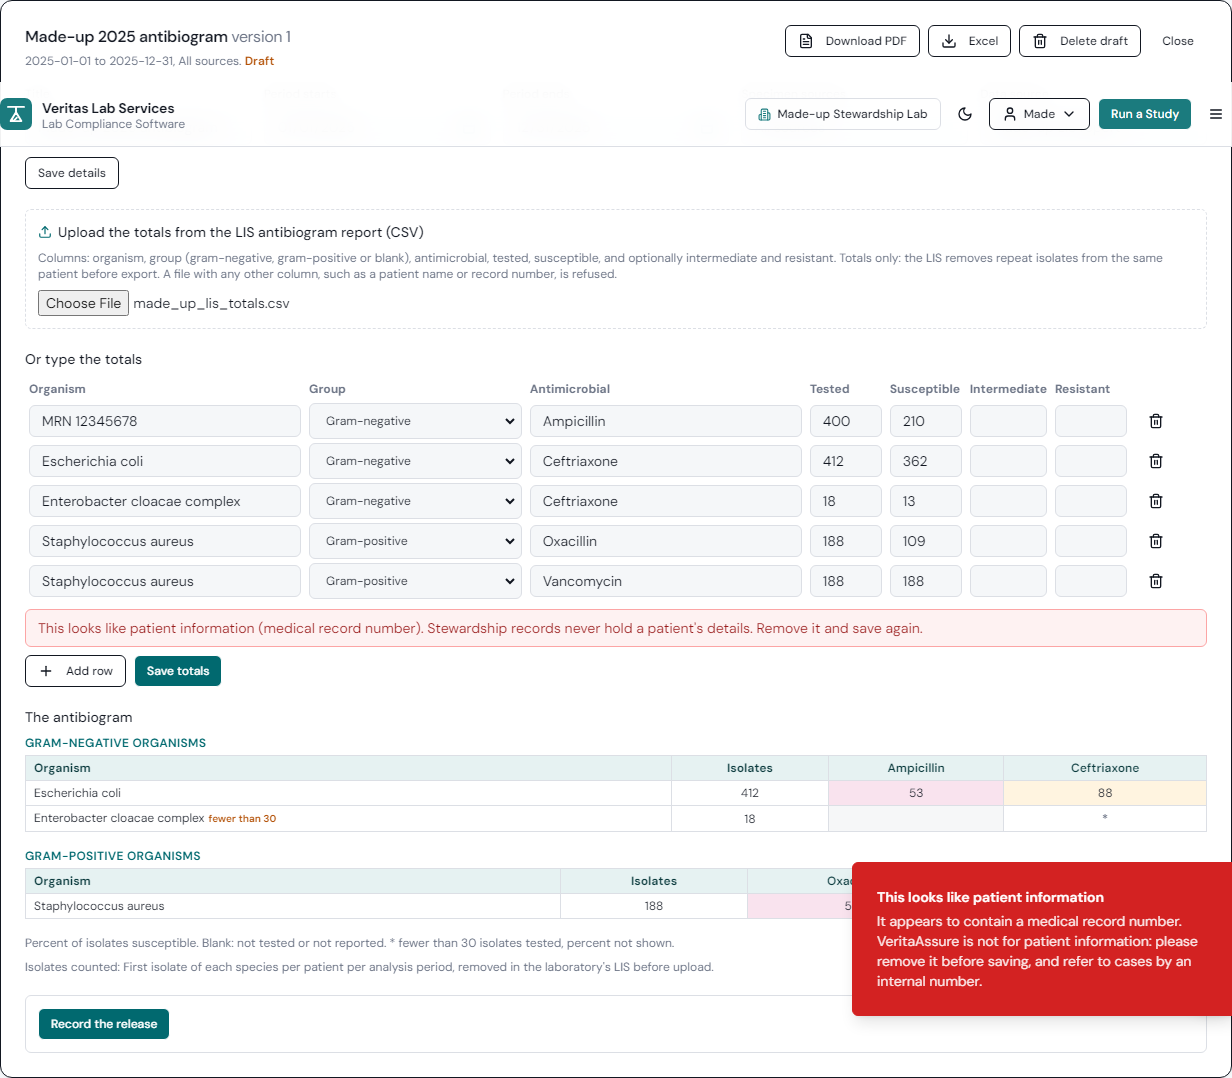 Made-up 2025 antibiogram version 1
2025-01-01 to 2025-12-31, All sources. Draft
Download PDF
Excel
Delete draft
Close
Veritas Lab Services
Lab Compliance Software
Made-up Stewardship Lab
Made
Run a Study
Save details
Upload the totals from the LIS antibiogram report (CSV)
Columns: organism, group (gram-negative, gram-positive or blank), antimicrobial, tested, susceptible, and optionally intermediate and resistant. Totals only: the LIS removes repeat isolates from the same
patient before export. A file with any other column, such as a patient name or record number, is refused.
Choose File made_up_lis_totals.csv
Or type the totals
Organism Group Antimicrobial Tested Susceptible Intermediate Resistant
MRN 12345678 Gram-negative Ampicillin 400 210
Escherichia coli Gram-negative Ceftriaxone 412 362
Enterobacter cloacae complex Gram-negative Ceftriaxone 18 13
Staphylococcus aureus Gram-positive Oxacillin 188 109
Staphylococcus aureus Gram-positive Vancomycin 188 188
This looks like patient information (medical record number). Stewardship records never hold a patient's details. Remove it and save again.
Add row
Save totals
The antibiogram
GRAM-NEGATIVE ORGANISMS
Organism Isolates Ampicillin Ceftriaxone
Escherichia coli 412 53 88
Enterobacter cloacae complex fewer than 30 18 *
GRAM-POSITIVE ORGANISMS
Organism Isolates
Staphylococcus aureus 188
Percent of isolates susceptible. Blank: not tested or not reported. * fewer than 30 isolates tested, percent not shown.
Isolates counted: First isolate of each species per patient per analysis period, removed in the laboratory's LIS before upload.
This looks like patient information
It appears to contain a medical record number.
VeritaAssure is not for patient information: please
remove it before saving, and refer to cases by an
internal number.
Record the release